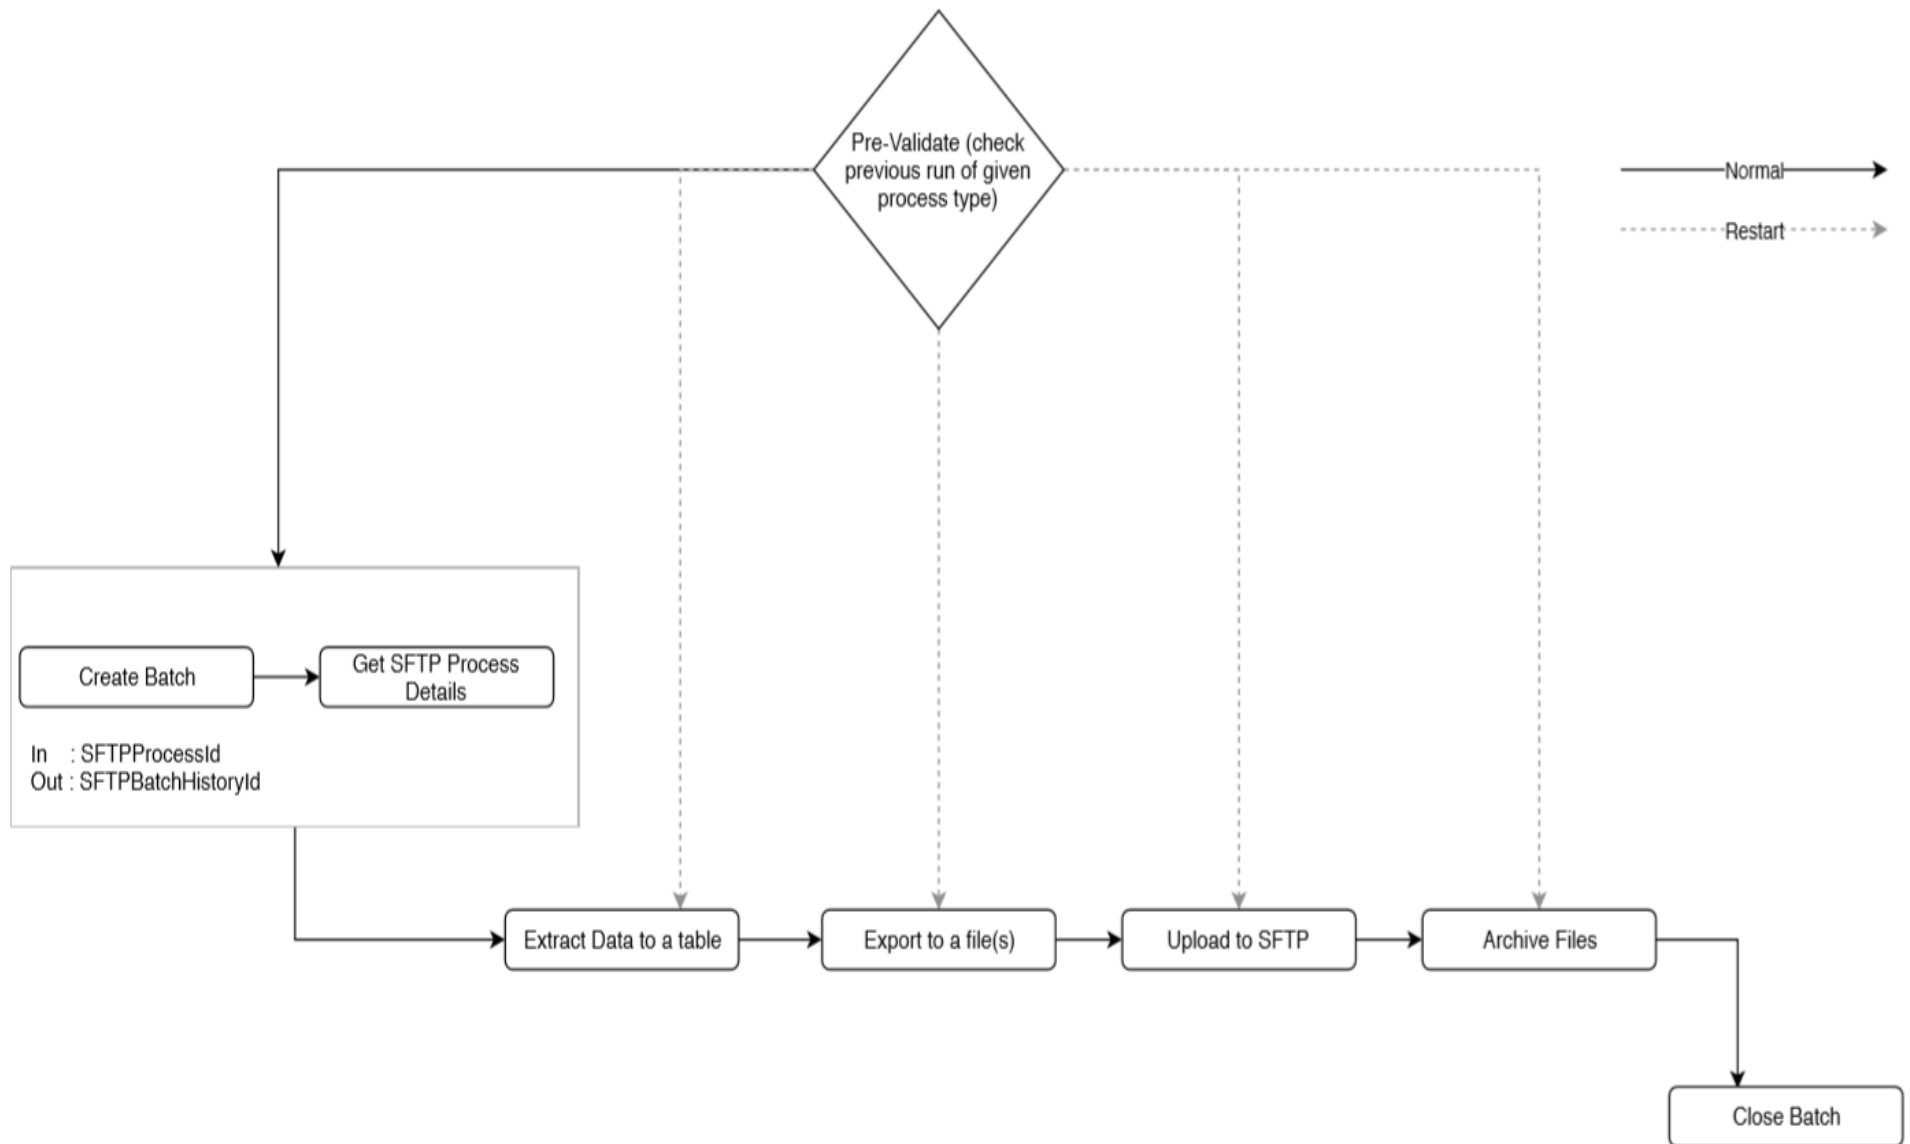 Pre-Validate (check
previous run of given
process type)
Normal
Restart
Create Batch
Get SFTP Process
Details
In : SFTPProcessId
Out : SFTPBatchHistoryId
Extract Data to a table
Export to a file(s)
Upload to SFTP
Archive Files
Close Batch